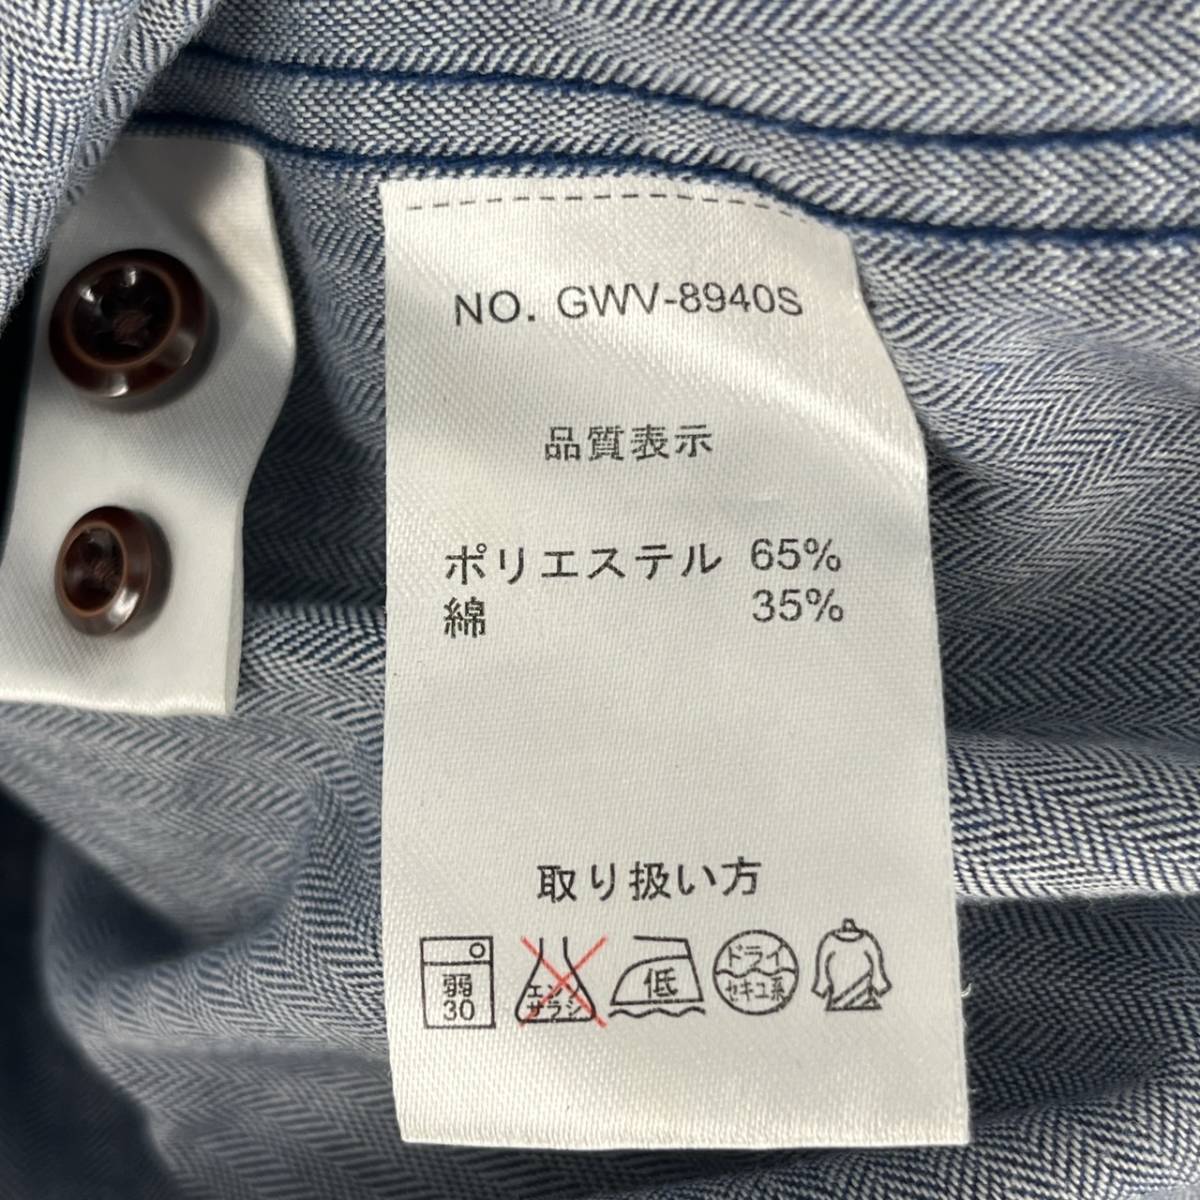 NO. GWV-8940S
品質表示
ポリエステル 65%
綿 35%
取り扱い方
弱
30
エンソ
サラシ
低
ドライ
セキユ系